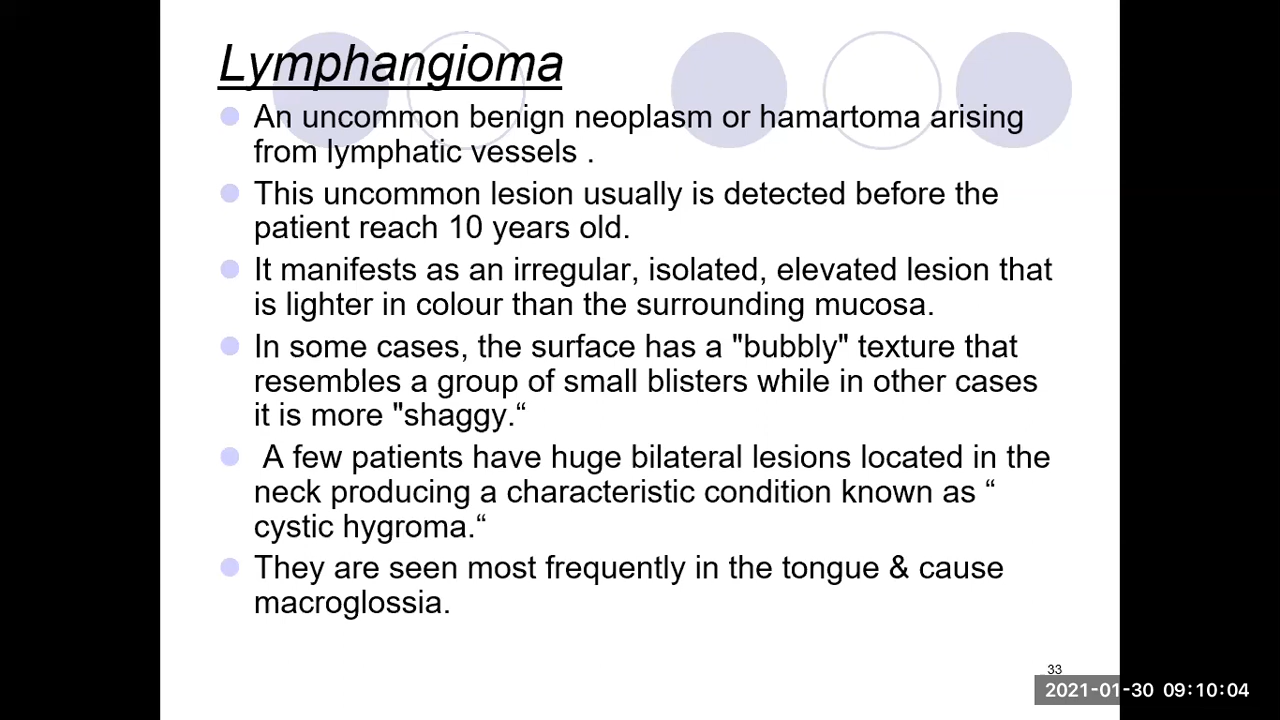 Lymphangioma
An uncommon benign neoplasm or hamartoma arising
from lymphatic vessels .
This uncommon lesion usually is detected before the
patient reach 10 years old.
It manifests as an irregular, isolated, elevated lesion that
is lighter in colour than the surrounding mucosa.
In some cases, the surface has a "bubbly" texture that
resembles a group of small blisters while in other cases
it is more "shaggy.“
A few patients have huge bilateral lesions located in the
neck producing a characteristic condition known as “
cystic hygroma.“
They are seen most frequently in the tongue & cause
macroglossia.
33
2021-01-30 09:10:04